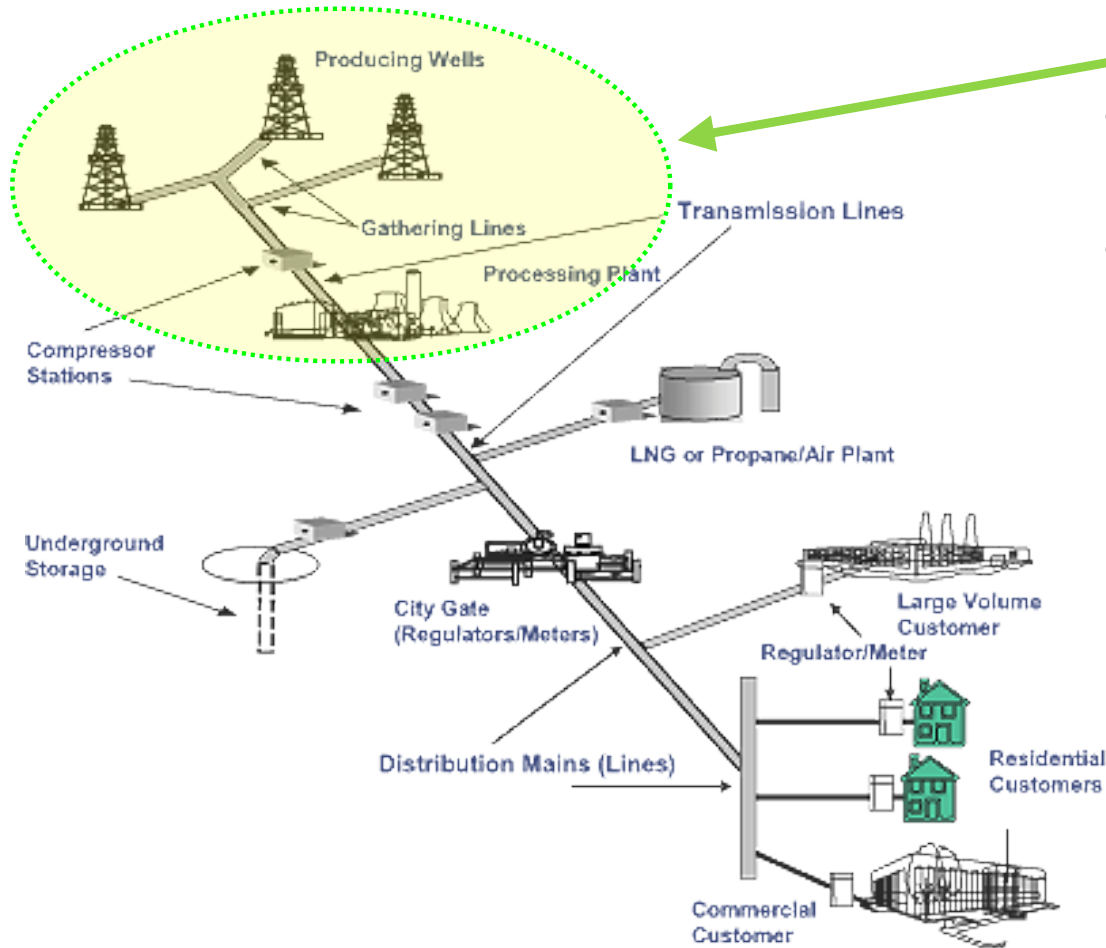 Producing Wells
Gathering Lines
Transmission Lines
Processing Plant
Compressor
Stations
LNG or Propane/Air Plant
Underground
Storage
City Gate
(Regulators/Meters)
Large Volume
Customer
Regulator/Meter
Distribution Mains (Lines)
Residential
Customers
Commercial
Customer